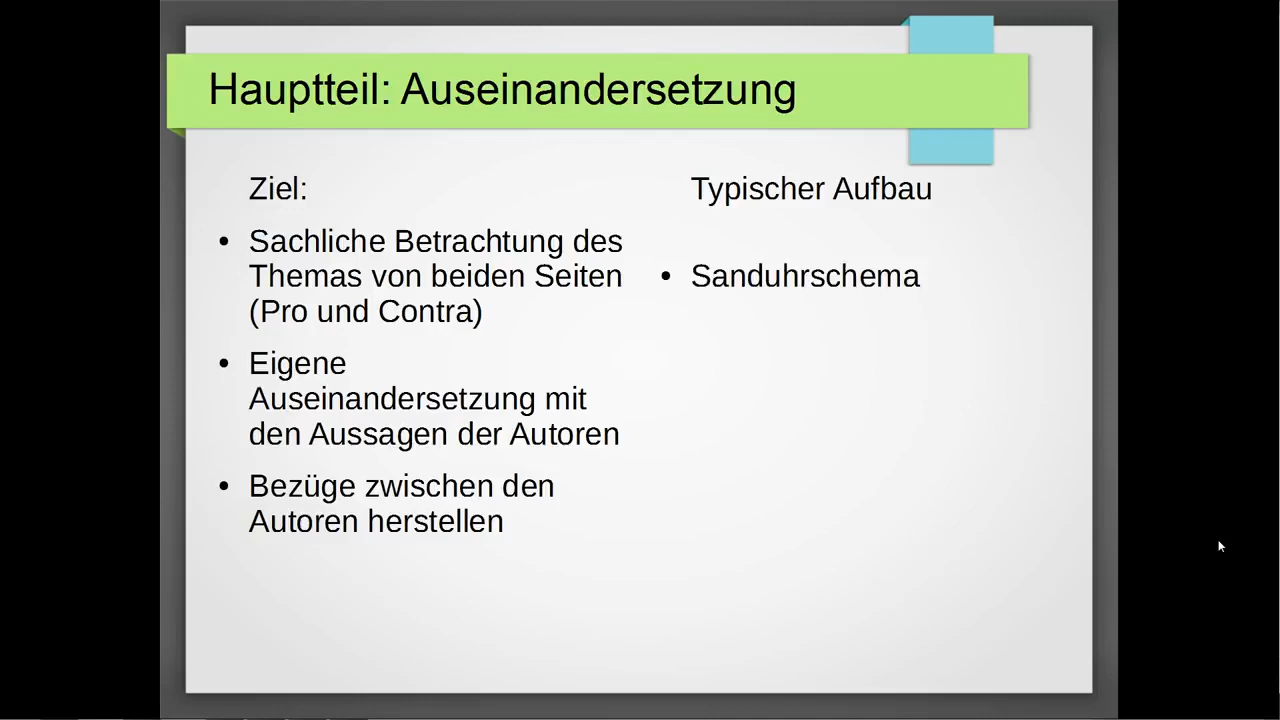 Hauptteil: Auseinandersetzung
Ziel:
Sachliche Betrachtung des
Themas von beiden Seiten
(Pro und Contra)
Eigene
Auseinandersetzung mit
den Aussagen der Autoren
Bezüge zwischen den
Autoren herstellen
Typischer Aufbau
Sanduhrschema